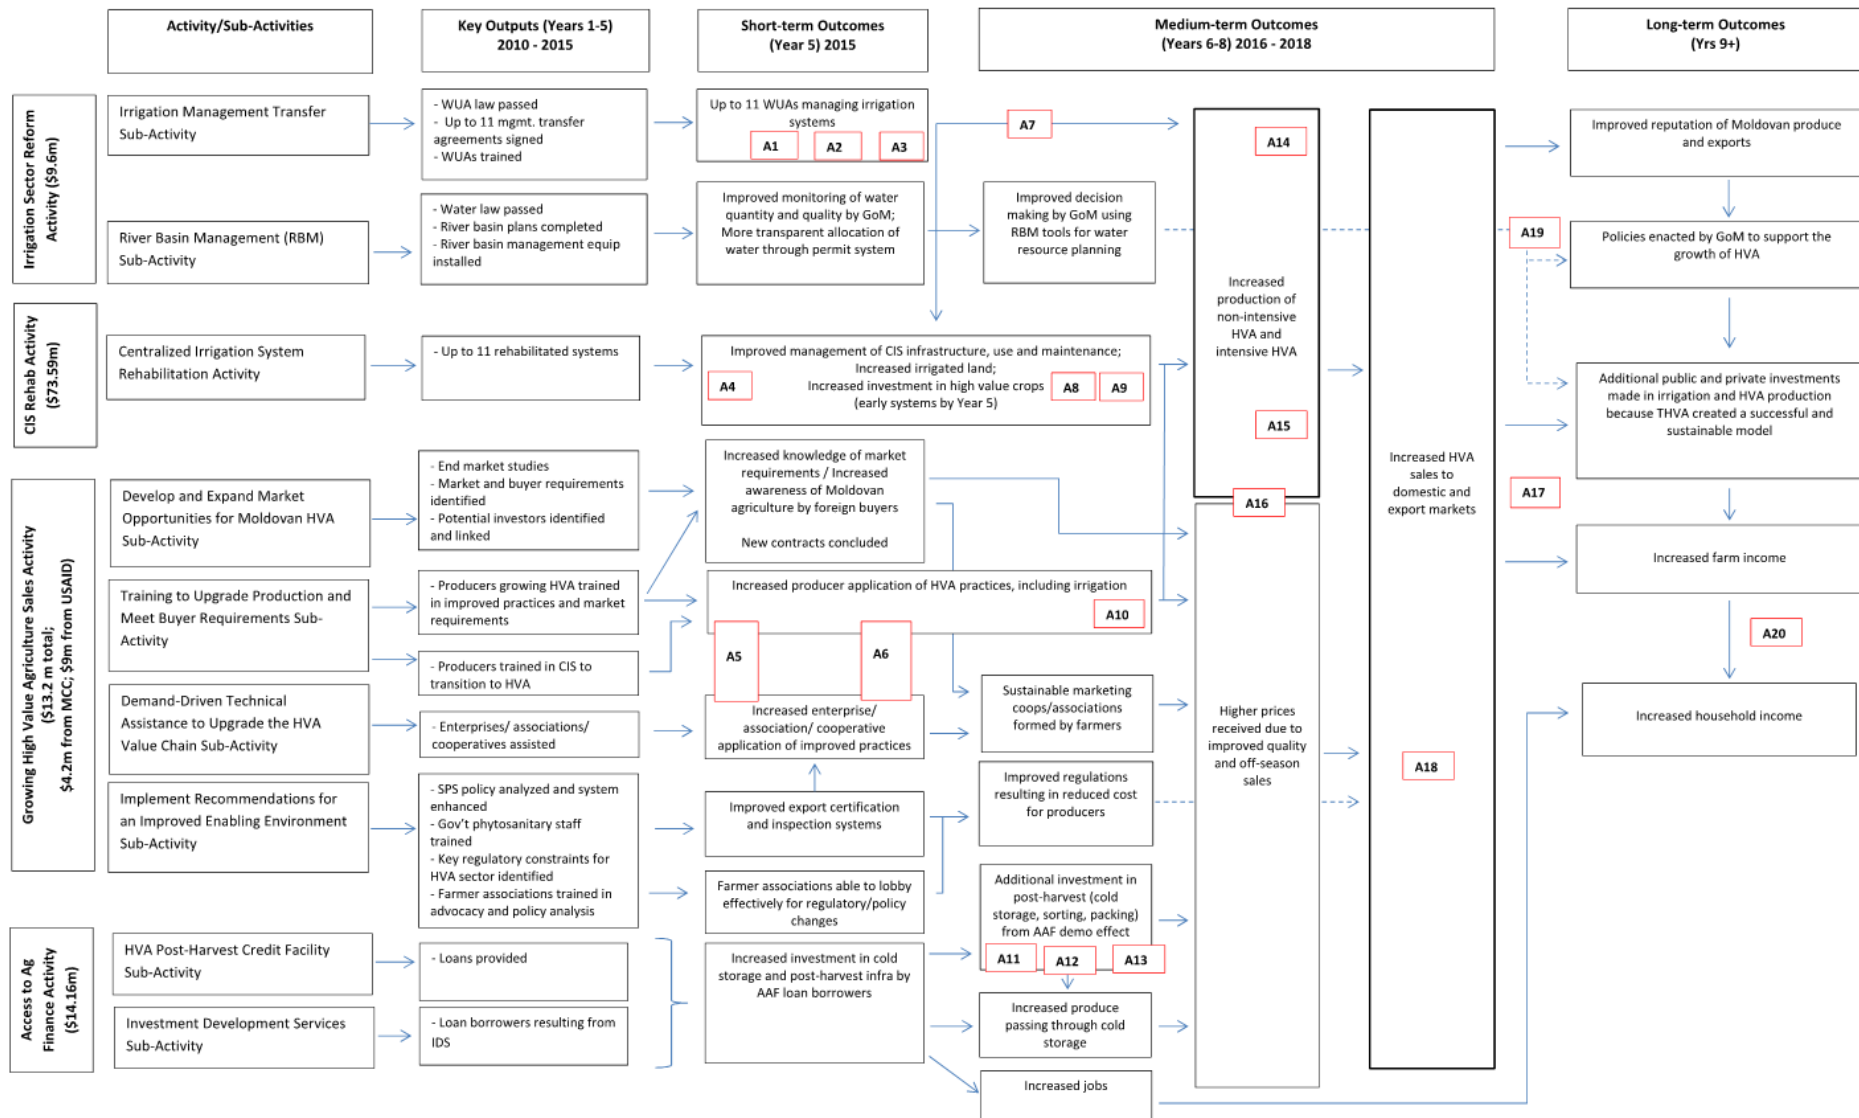 Activity/Sub-Activities
Key Outputs (Years 1-5)
2010 - 2015
Short-term Outcomes
(Year 5) 2015
Medium-term Outcomes
(Years 6-8) 2016 - 2018
Long-term Outcomes
(Yrs 9+)
Irrigation Sector Reform
Activity ($9.6m)
Irrigation Management Transfer
Sub-Activity
- WUA law passed
- Up to 11 mgmt. transfer
agreements signed
- WUAs trained
Up to 11 WUAs managing irrigation
systems
A1
A2
A3
A7
River Basin Management (RBM)
Sub-Activity
- Water law passed
- River basin plans completed
- River basin management equip
installed
Improved monitoring of water
quantity and quality by GoM;
More transparent allocation of
water through permit system
Improved decision
making by GoM using
RBM tools for water
resource planning
CIS Rehab Activity
($73.59m)
Centralized Irrigation System
Rehabilitation Activity
- Up to 11 rehabilitated systems
Improved management of CIS infrastructure, use and maintenance;
Increased irrigated land;
Increased investment in high value crops
(early systems by Year 5)
A4
A8
A9
Growing High Value Agriculture Sales Activity
($13.2 m total;
$4.2m from MCC; $9m from USAID)
Develop and Expand Market
Opportunities for Moldovan HVA
Sub-Activity
- End market studies
- Market and buyer requirements
identified
- Potential investors identified
and linked
Increased knowledge of market
requirements / Increased
awareness of Moldovan
agriculture by foreign buyers
New contracts concluded
Training to Upgrade Production and
Meet Buyer Requirements Sub-
Activity
- Producers growing HVA trained
in improved practices and market
requirements
Increased producer application of HVA practices, including irrigation
A10
- Producers trained in CIS to
transition to HVA
A5
A6
Demand-Driven Technical
Assistance to Upgrade the HVA
Value Chain Sub-Activity
- Enterprises/ associations/
cooperatives assisted
Increased enterprise/
association/ cooperative
application of improved practices
Sustainable marketing
coops/associations
formed by farmers
Implement Recommendations for
an Improved Enabling Environment
Sub-Activity
- SPS policy analyzed and system
enhanced
- Gov't phytosanitary staff
trained
- Key regulatory constraints for
HVA sector identified
- Farmer associations trained in
advocacy and policy analysis
Improved export certification
and inspection systems
Improved regulations
resulting in reduced cost
for producers
Farmer associations able to lobby
effectively for regulatory/policy
changes
Additional investment in
post-harvest (cold
storage, sorting, packing)
from AAF demo effect
A11
A12
A13
Access to Ag
Finance Activity
($14.16m)
HVA Post-Harvest Credit Facility
Sub-Activity
- Loans provided
Increased investment in cold
storage and post-harvest infra by
AAF loan borrowers
Investment Development Services
Sub-Activity
- Loan borrowers resulting from
IDS
Increased produce
passing through cold
storage
Increased jobs
A14
Increased
production of
non-intensive
HVA and
intensive HVA
A15
A16
Higher prices
received due to
improved quality
and off-season
sales
Increased HVA
sales to
domestic and
export markets
A18
Improved reputation of Moldovan produce
and exports
A19
Policies enacted by GoM to support the
growth of HVA
Additional public and private investments
made in irrigation and HVA production
because THVA created a successful and
sustainable model
A17
Increased farm income
A20
Increased household income